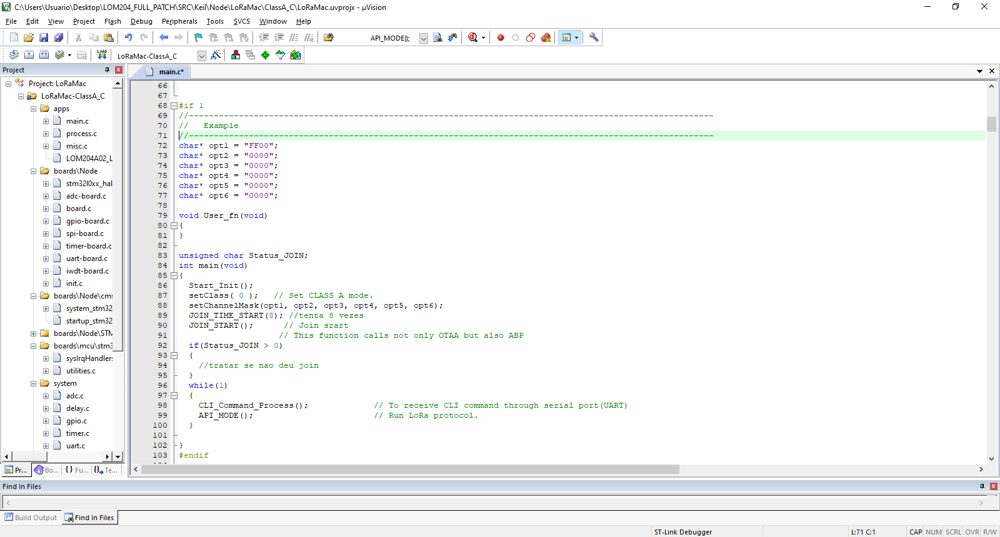 C:\Users\Usuario\Desktop\LOM204_FULL_PATCH\SRC\Keil\Node\LoRaMac\ClassA_C\LoRaMac.uvprojx - µVision
File Edit View Project Flash Debug Peripherals Tools SVCS Window Help
API_MODE();
LOAD
LoRaMac-ClassA_C
Project
Project: LoRaMac
LoRaMac-ClassA_C
apps
main.c
process.c
misc.c
LOM204A02_L
boards\Node
stm32l0xx_hal
adc-board.c
board.c
gpio-board.c
spi-board.c
timer-board.c
uart-board.c
iwdt-board.c
init.c
boards\Node\cms
system_stm32
startup_stm32
boards\Node\STM
boards\mcu\stm3
sysIrqHandlers
utilities.c
system
adc.c
delay.c
gpio.c
timer.c
uart.c
Pr... Bo... {} Fu... Te...
main.c*
66
67
68 #if 1
69 //---------------------------------------------------------------------------------------------------------
70 //   Example
71 //---------------------------------------------------------------------------------------------------------
72 char* opt1 = "FF00";
73 char* opt2 = "0000";
74 char* opt3 = "0000";
75 char* opt4 = "0000";
76 char* opt5 = "0000";
77 char* opt6 = "0000";
78
79 void User_fn(void)
80 {
81 }
82
83 unsigned char Status_JOIN;
84 int main(void)
85 {
86   Start_Init();
87   setClass( 0 );   // Set CLASS A mode.
88   setChannelMask(opt1, opt2, opt3, opt4, opt5, opt6);
89   JOIN_TIME_START(8); //tenta 8 vezes
90   JOIN_START();      // Join srart
91                     // This function calls not only OTAA but also ABP
92   if(Status_JOIN > 0)
93   {
94     //tratar se nao deu join
95   }
96   while(1)
97   {
98     CLI_Command_Process();             // To receive CLI command through serial port(UART)
99     API_MODE();                        // Run LoRa protocol.
100   }
101
102 }
103 #endif
Find In Files
Build Output Find In Files
ST-Link Debugger L:71 C:1 CAP NUM SCRL OVR R/W